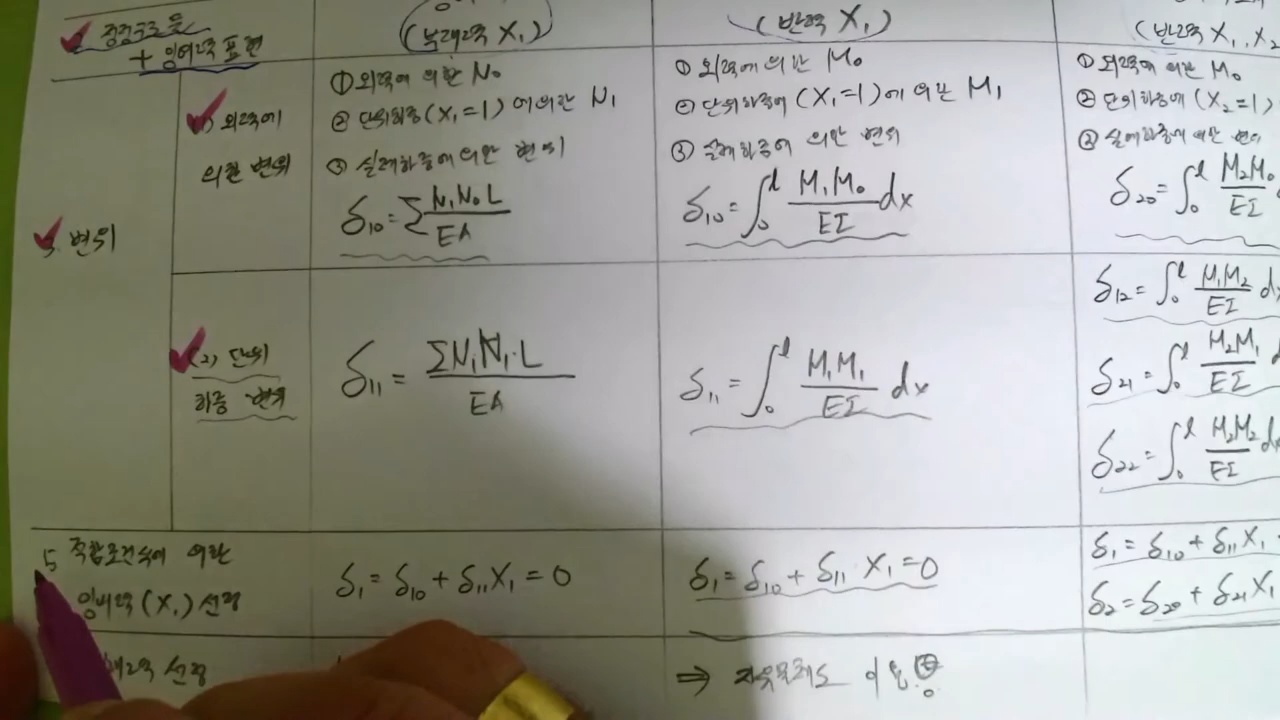 (부재력 X₁)
(반력 X₁)
(반력 X₁, X₂
+ 잉여력 표현
① 외력에 의한 N₀
② 단위하중(X₁=1)에 의한 N₁
③ 실제하중에 의한 변위
δ₁₀ = Σ N₁N₀L / EA
① 외력에 의한 M₀
② 단위하중에 (X₁=1)에 의한 M₁
③ 실제하중에 의한 변위
δ₁₀ = ∫₀ˡ M₁M₀ / EI dx
① 외력에 의한 M₀
② 단위하중에 (X₂=1)
③ 실제하중에 의한 변위
δ₂₀ = ∫₀ˡ M₂M₀ / EI
변위
(1) 외력에
의한 변위
(2) 단위
하중 변위
δ₁₁ = ΣN₁N₁·L / EA
δ₁₁ = ∫₀ˡ M₁M₁ / EI dx
δ₁₂ = ∫₀ˡ M₁M₂ / EI dx
δ₂₁ = ∫₀ˡ M₂M₁ / EI
δ₂₂ = ∫₀ˡ M₂M₂ / EI dx
5 적합조건식에 의한
잉여력 (X₁) 선정
δ₁ = δ₁₀ + δ₁₁X₁ = 0
δ₁ = δ₁₀ + δ₁₁ X₁ = 0
δ₁ = δ₁₀ + δ₁₁X₁
δ₂ = δ₂₀ + δ₂₁X₁
선정
⇒ 자유물체도 이용